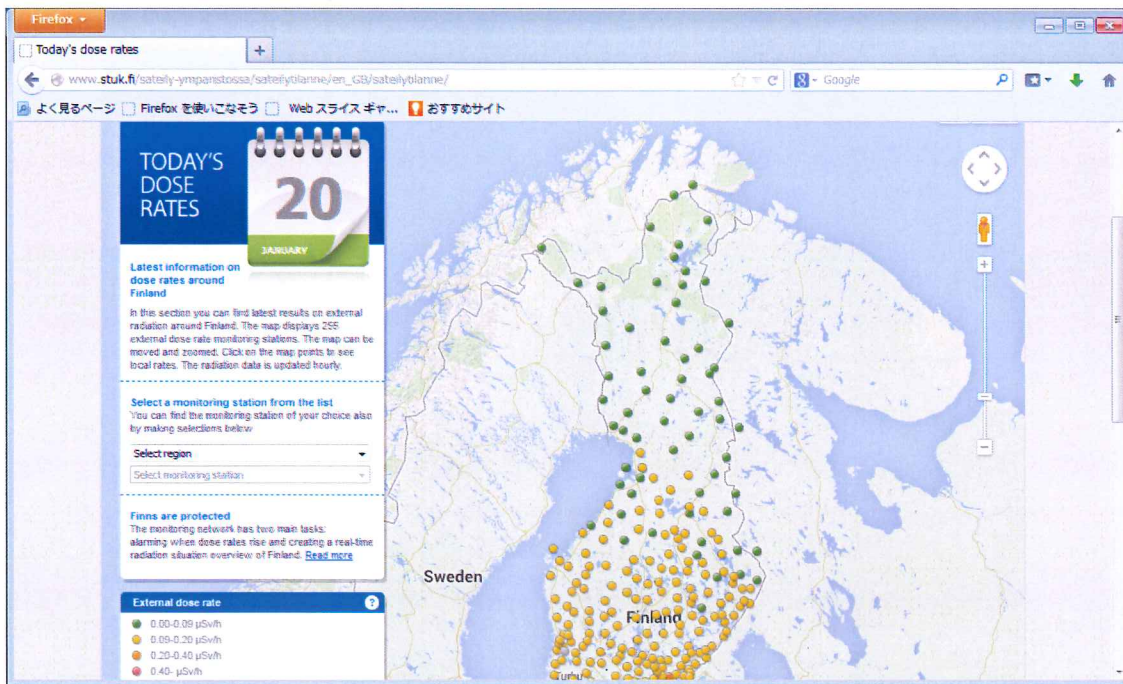 Firefox
Today's dose rates
www.stuk.fi/sateily-ymparistossa/sateilytilanne/en_GB/sateilytilanne/
Google
よく見るページ
Firefox を使いこなそう
Web スライス ギャ...
おすすめサイト
TODAY'S
DOSE
RATES
20
JANUARY
Latest information on
dose rates around
Finland
In this section you can find latest results on external
radiation around Finland. The map displays 255
external dose rate monitoring stations. The map can be
moved and zoomed. Click on the map points to see
local rates. The radiation data is updated hourly.
Select a monitoring station from the list
You can find the monitoring station of your choice also
by making selections below
Select region
Select monitoring station
Finns are protected
The monitoring network has two main tasks:
alarming when dose rates rise and creating a real-time
radiation situation overview of Finland. Read more
External dose rate
?
0.00-0.09 µSv/h
0.09-0.20 µSv/h
0.20-0.40 µSv/h
0.40- µSv/h
Sweden
Finland
Turku